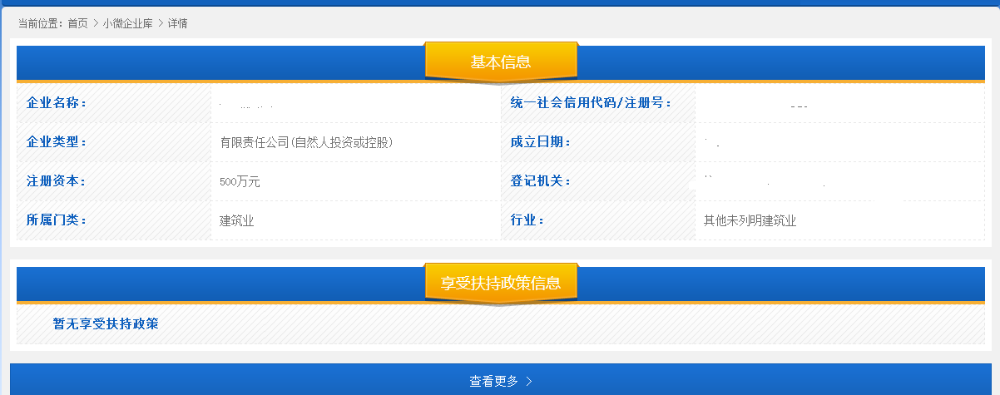 当前位置：首页 > 小微企业库 > 详情
基本信息
企业名称： 统一社会信用代码/注册号：
企业类型： 有限责任公司(自然人投资或控股) 成立日期：
注册资本： 500万元 登记机关：
所属门类： 建筑业 行业： 其他未列明建筑业
享受扶持政策信息
暂无享受扶持政策
查看更多 >